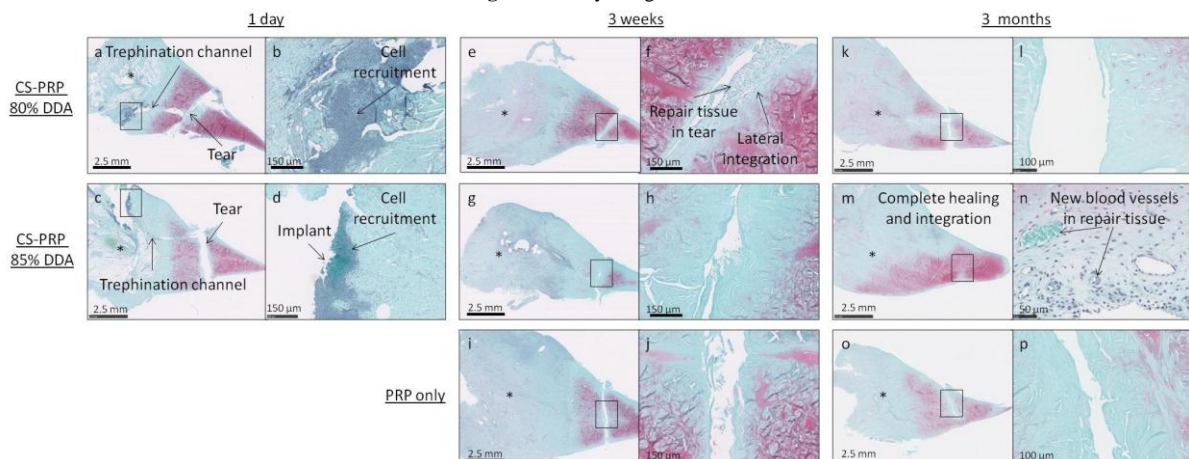 1 day
3 weeks
3 months
CS-PRP
80% DDA
a Trephination channel
*
Tear
2.5 mm
b
Cell
recruitment
150 µm
e
*
2.5 mm
f
Repair tissue
in tear
Lateral
integration
150 µm
k
*
2.5 mm
l
100 µm
CS-PRP
85% DDA
c
Tear
*
Trephination channel
2.5 mm
d
Cell
recruitment
Implant
150 µm
g
*
2.5 mm
h
150 µm
m
Complete healing
and integration
*
2.5 mm
n
New blood vessels
in repair tissue
50 µm
PRP only
i
*
2.5 mm
j
150 µm
o
*
2.5 mm
p
100 µm